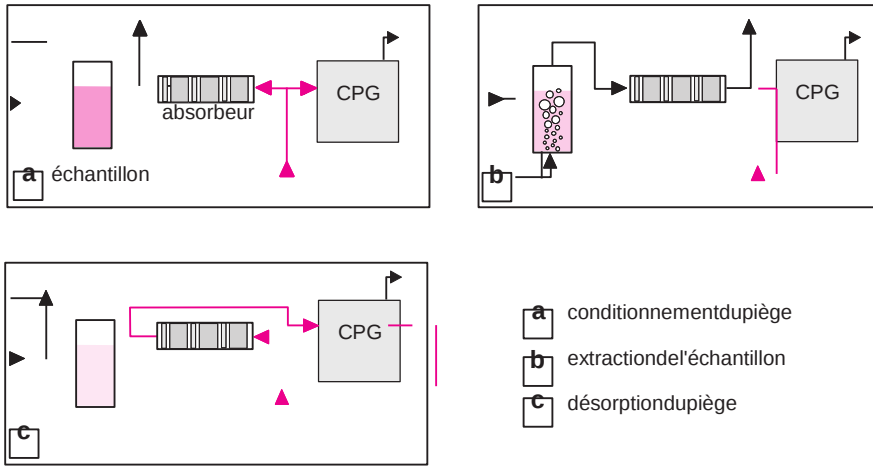 CPG
absorbeur
a échantillon
CPG
b
CPG
c
a conditionnementdupiège
b extractiondel'échantillon
c désorptiondupiège